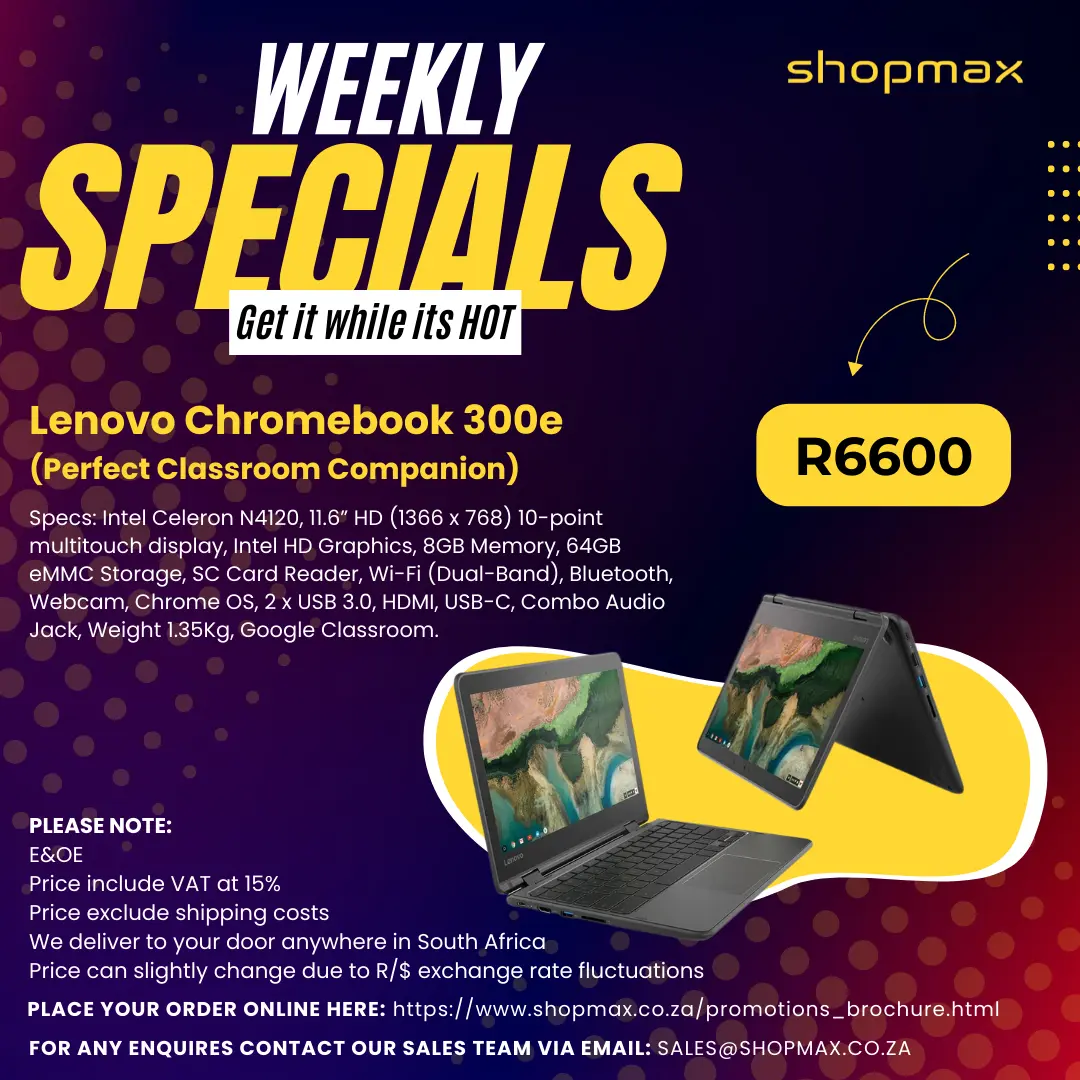 WEEKLY
shopmax
SPECIALS
Get it while its HOT
Lenovo Chromebook 300e
(Perfect Classroom Companion)
R6600
Specs: Intel Celeron N4120, 11.6” HD (1366 x 768) 10-point
multitouch display, Intel HD Graphics, 8GB Memory, 64GB
eMMC Storage, SC Card Reader, Wi-Fi (Dual-Band), Bluetooth,
Webcam, Chrome OS, 2 x USB 3.0, HDMI, USB-C, Combo Audio
Jack, Weight 1.35Kg, Google Classroom.
Lenovo
PLEASE NOTE:
E&OE
Price include VAT at 15%
Price exclude shipping costs
We deliver to your door anywhere in South Africa
Price can slightly change due to R/$ exchange rate fluctuations
PLACE YOUR ORDER ONLINE HERE: https://www.shopmax.co.za/promotions_brochure.html
FOR ANY ENQUIRES CONTACT OUR SALES TEAM VIA EMAIL: SALES@SHOPMAX.CO.ZA